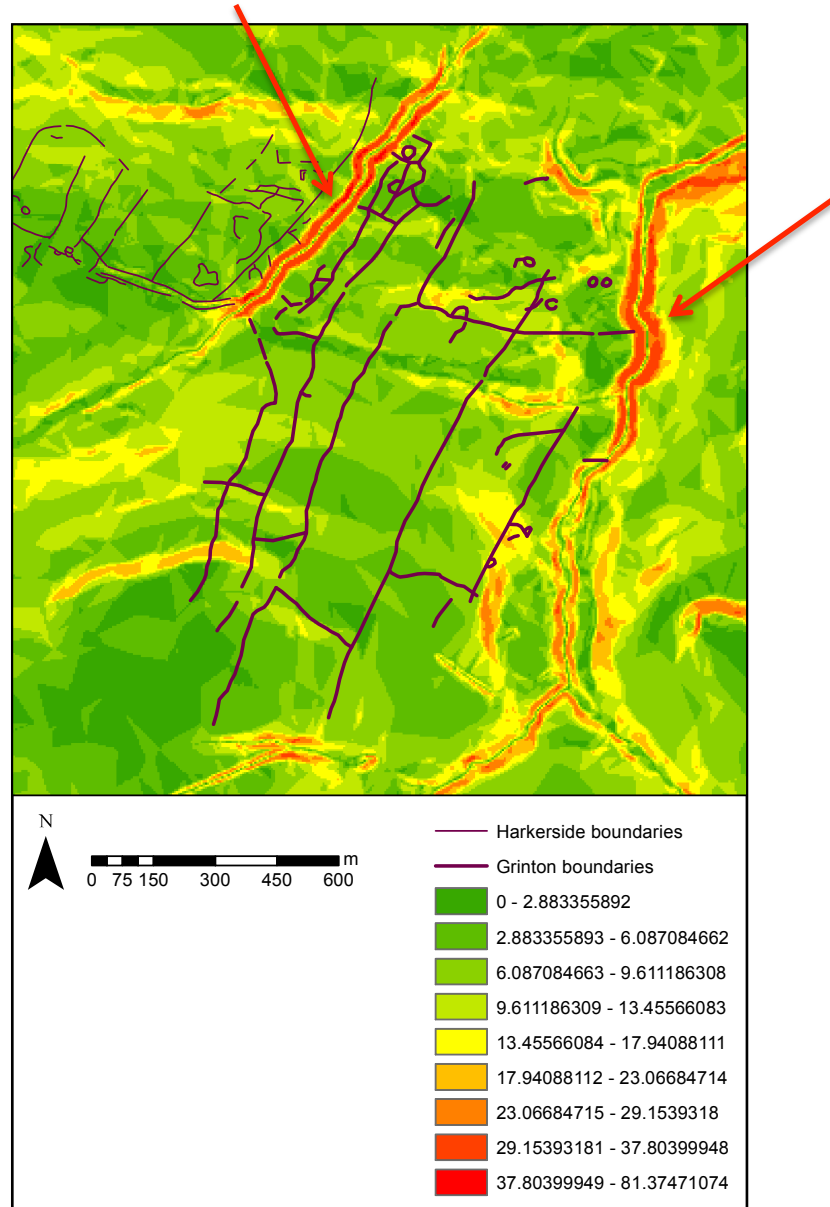 N
m
0 75 150 300 450 600
Harkerside boundaries
Grinton boundaries
0 - 2.883355892
2.883355893 - 6.087084662
6.087084663 - 9.611186308
9.611186309 - 13.45566083
13.45566084 - 17.94088111
17.94088112 - 23.06684714
23.06684715 - 29.1539318
29.15393181 - 37.80399948
37.80399949 - 81.37471074